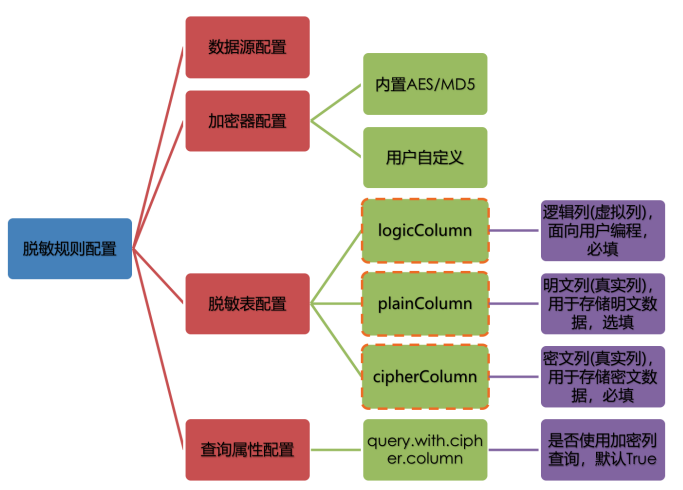 脱敏规则配置
数据源配置
加密器配置
内置AES/MD5
用户自定义
脱敏表配置
logicColumn
逻辑列(虚拟列)，
面向用户编程，
必填
plainColumn
明文列(真实列)，
用于存储明文数
据，选填
cipherColumn
密文列(真实列)，
用于存储密文数
据，必填
查询属性配置
query.with.ciph
er.column
是否使用加密列
查询，默认True